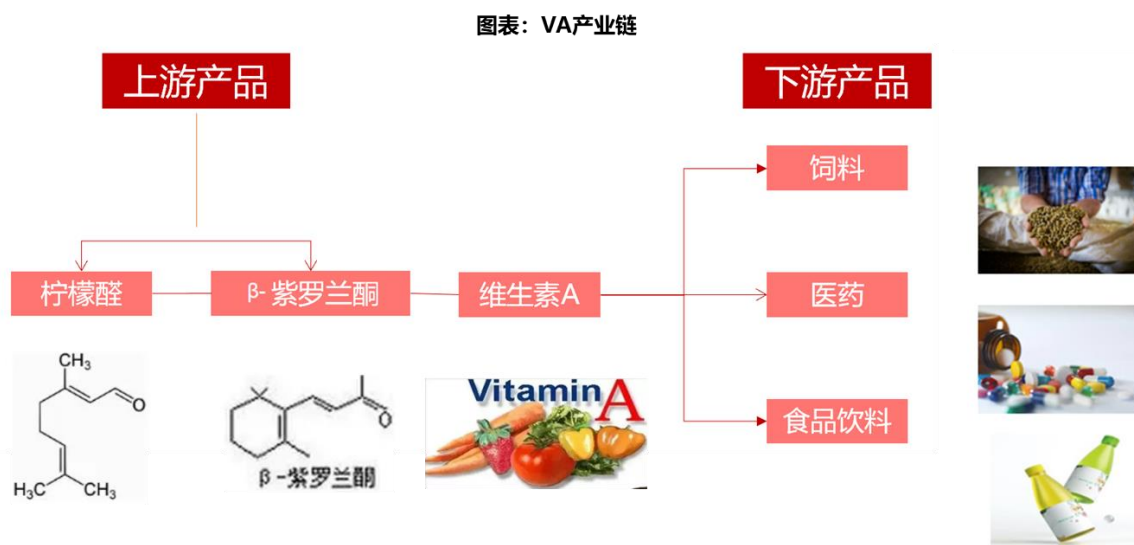 图表：VA产业链
上游产品
下游产品
饲料
柠檬醛
β-紫罗兰酮
维生素A
医药
食品饮料
CH₃
O
H₃C
CH₃
O
β-紫罗兰酮
Vitamin A